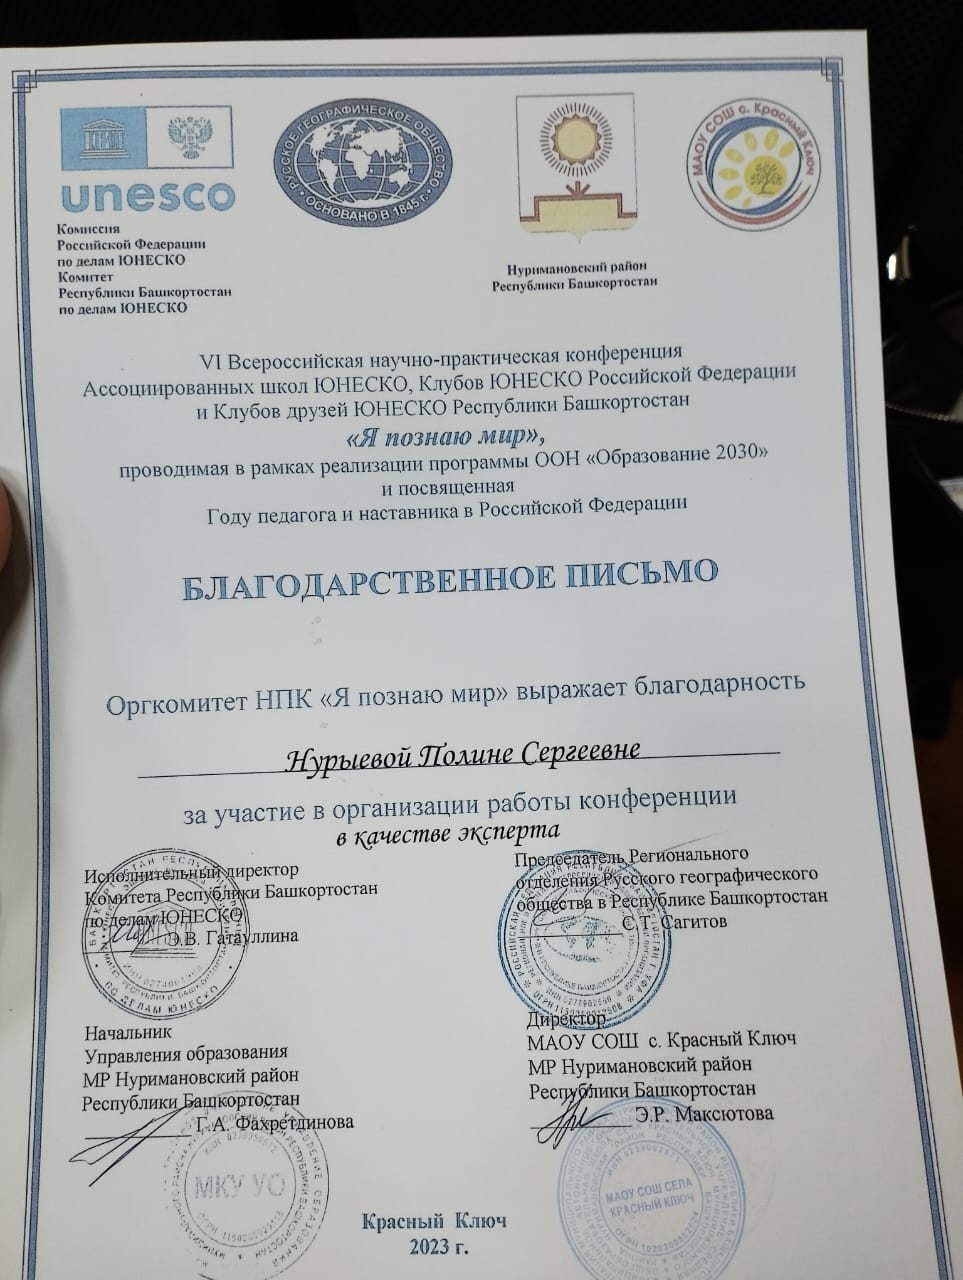 unesco
Комиссия
Российской Федерации
по делам ЮНЕСКО
Комитет
Республики Башкортостан
по делам ЮНЕСКО
РУССКОЕ ГЕОГРАФИЧЕСКОЕ ОБЩЕСТВО
ОСНОВАНО В 1845 г.
Нуримановский район
Республики Башкортостан
МАОУ СОШ с. Красный Ключ
VI Всероссийская научно-практическая конференция
Ассоциированных школ ЮНЕСКО, Клубов ЮНЕСКО Российской Федерации
и Клубов друзей ЮНЕСКО Республики Башкортостан
«Я познаю мир»,
проводимая в рамках реализации программы ООН «Образование 2030»
и посвященная
Году педагога и наставника в Российской Федерации
БЛАГОДАРСТВЕННОЕ ПИСЬМО
Оргкомитет НПК «Я познаю мир» выражает благодарность
Нурыевой Полине Сергеевне
за участие в организации работы конференции
в качестве эксперта
Исполнительный директор
Комитета Республики Башкортостан
по делам ЮНЕСКО
Э.В. Гатауллина
Председатель Регионального
отделения Русского географического
общества в Республике Башкортостан
С.Т. Сагитов
Начальник
Управления образования
МР Нуримановский район
Республики Башкортостан
Г.А. Фахретдинова
Директор
МАОУ СОШ с. Красный Ключ
МР Нуримановский район
Республики Башкортостан
Э.Р. Максютова
МКУ УО
МАОУ СОШ СЕЛА
КРАСНЫЙ КЛЮЧ
Красный Ключ
2023 г.